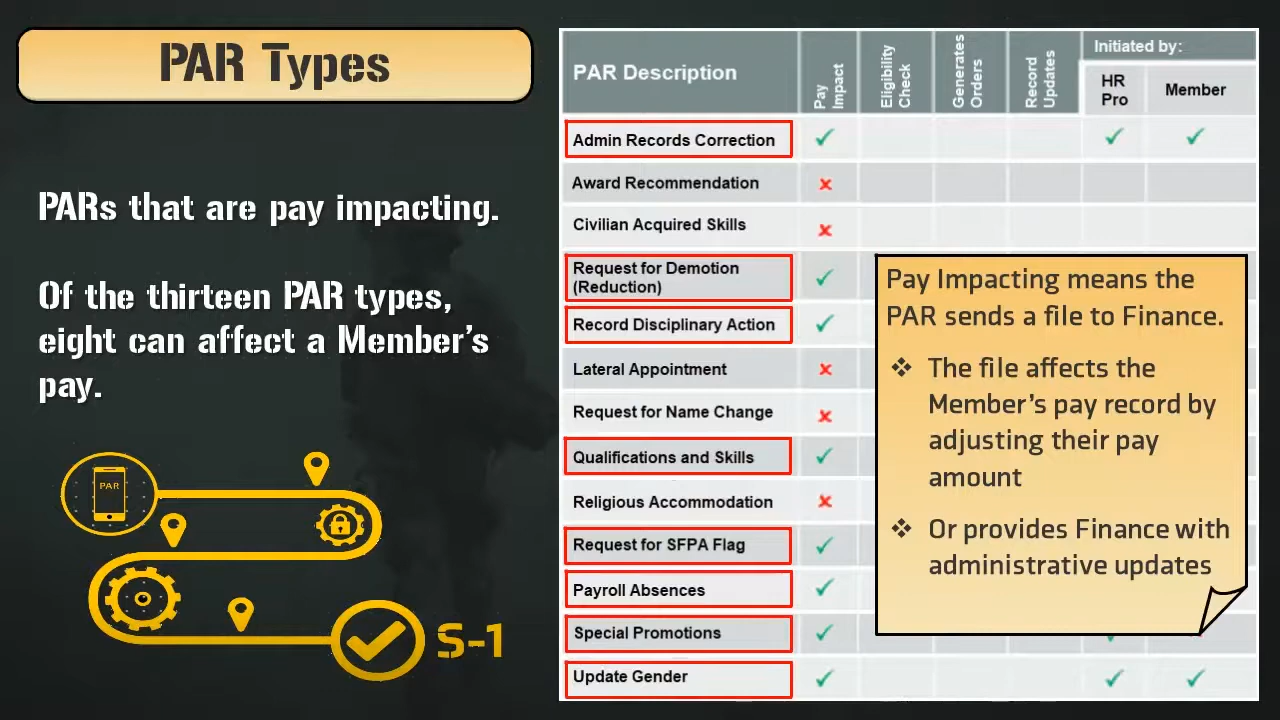 PAR Types
PARs that are pay impacting.
Of the thirteen PAR types,
eight can affect a Member's
pay.
PAR
S-1
PAR Description
Pay
Impact
Eligibility
Check
Generates
Orders
Record
Updates
Initiated by:
HR
Pro
Member
Admin Records Correction
Award Recommendation
Civilian Acquired Skills
Request for Demotion
(Reduction)
Record Disciplinary Action
Lateral Appointment
Request for Name Change
Qualifications and Skills
Religious Accommodation
Request for SFPA Flag
Payroll Absences
Special Promotions
Update Gender
Pay Impacting means the
PAR sends a file to Finance.
❖ The file affects the
Member's pay record by
adjusting their pay
amount
❖ Or provides Finance with
administrative updates